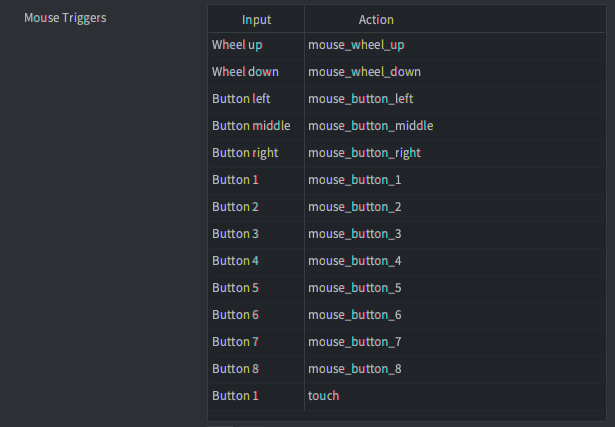 Mouse Triggers
Input Action
Wheel up mouse_wheel_up
Wheel down mouse_wheel_down
Button left mouse_button_left
Button middle mouse_button_middle
Button right mouse_button_right
Button 1 mouse_button_1
Button 2 mouse_button_2
Button 3 mouse_button_3
Button 4 mouse_button_4
Button 5 mouse_button_5
Button 6 mouse_button_6
Button 7 mouse_button_7
Button 8 mouse_button_8
Button 1 touch